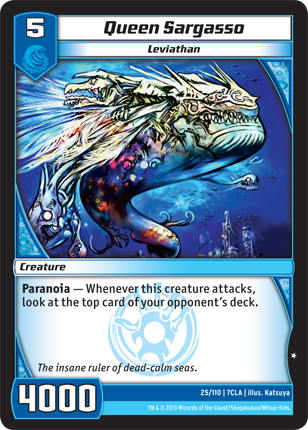 5
Queen Sargasso
Leviathan
Creature
Paranoia — Whenever this creature attacks,
look at the top card of your opponent's deck.
The insane ruler of dead-calm seas.
4000
25/110 | 7CLA | illus. Katsuya
TM & © 2013 Wizards of the Coast/Shogakukan/Mitsui-Kids.